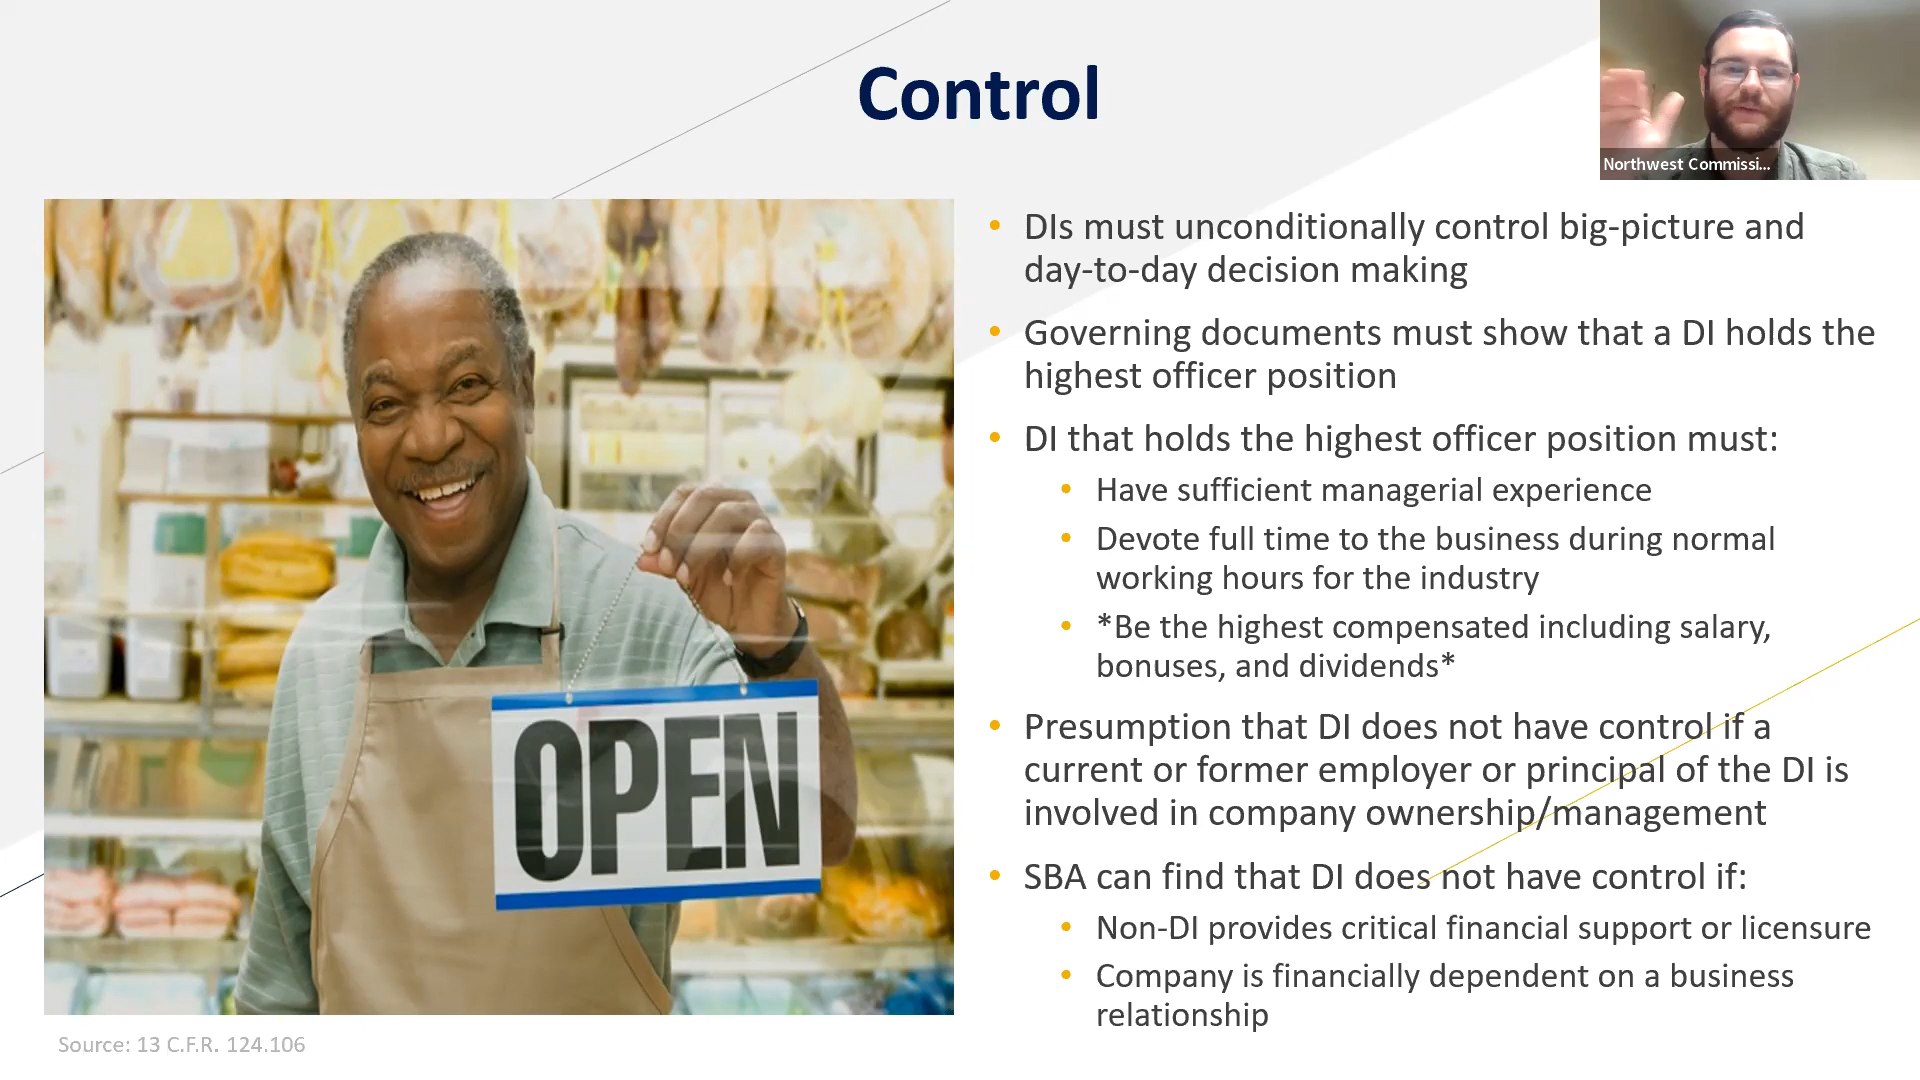 Control
Northwest Commissi...
• DIs must unconditionally control big-picture and
day-to-day decision making
• Governing documents must show that a DI holds the
highest officer position
• DI that holds the highest officer position must:
• Have sufficient managerial experience
• Devote full time to the business during normal
working hours for the industry
• *Be the highest compensated including salary,
bonuses, and dividends*
• Presumption that DI does not have control if a
current or former employer or principal of the DI is
involved in company ownership/management
• SBA can find that DI does not have control if:
• Non-DI provides critical financial support or licensure
• Company is financially dependent on a business
relationship
OPEN
Source: 13 C.F.R. 124.106